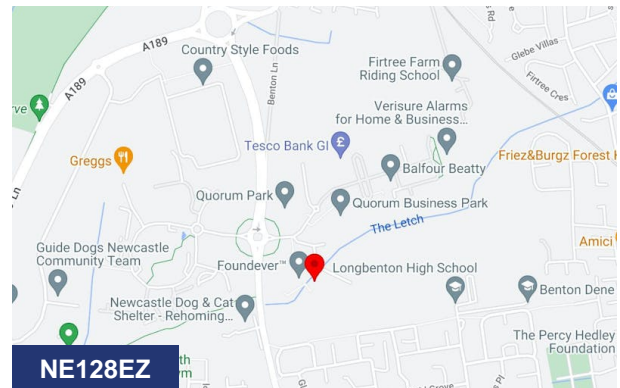 A189
Country Style Foods
Firtree Farm
Riding School
Glebe Villas
Firtree Cres
A189
Benton Ln
Verisure Alarms
for Home & Business...
Tesco Bank GI
£
Greggs
Balfour Beatty
Friez&Burgz Forest H
Quorum Park
Quorum Business Park
The Letch
Amici
Guide Dogs Newcastle
Community Team
Foundever™
Longbenton High School
Newcastle Dog & Cat
Shelter - Rehoming...
Benton Dene
The Percy Hedley
Foundation
NE128EZ